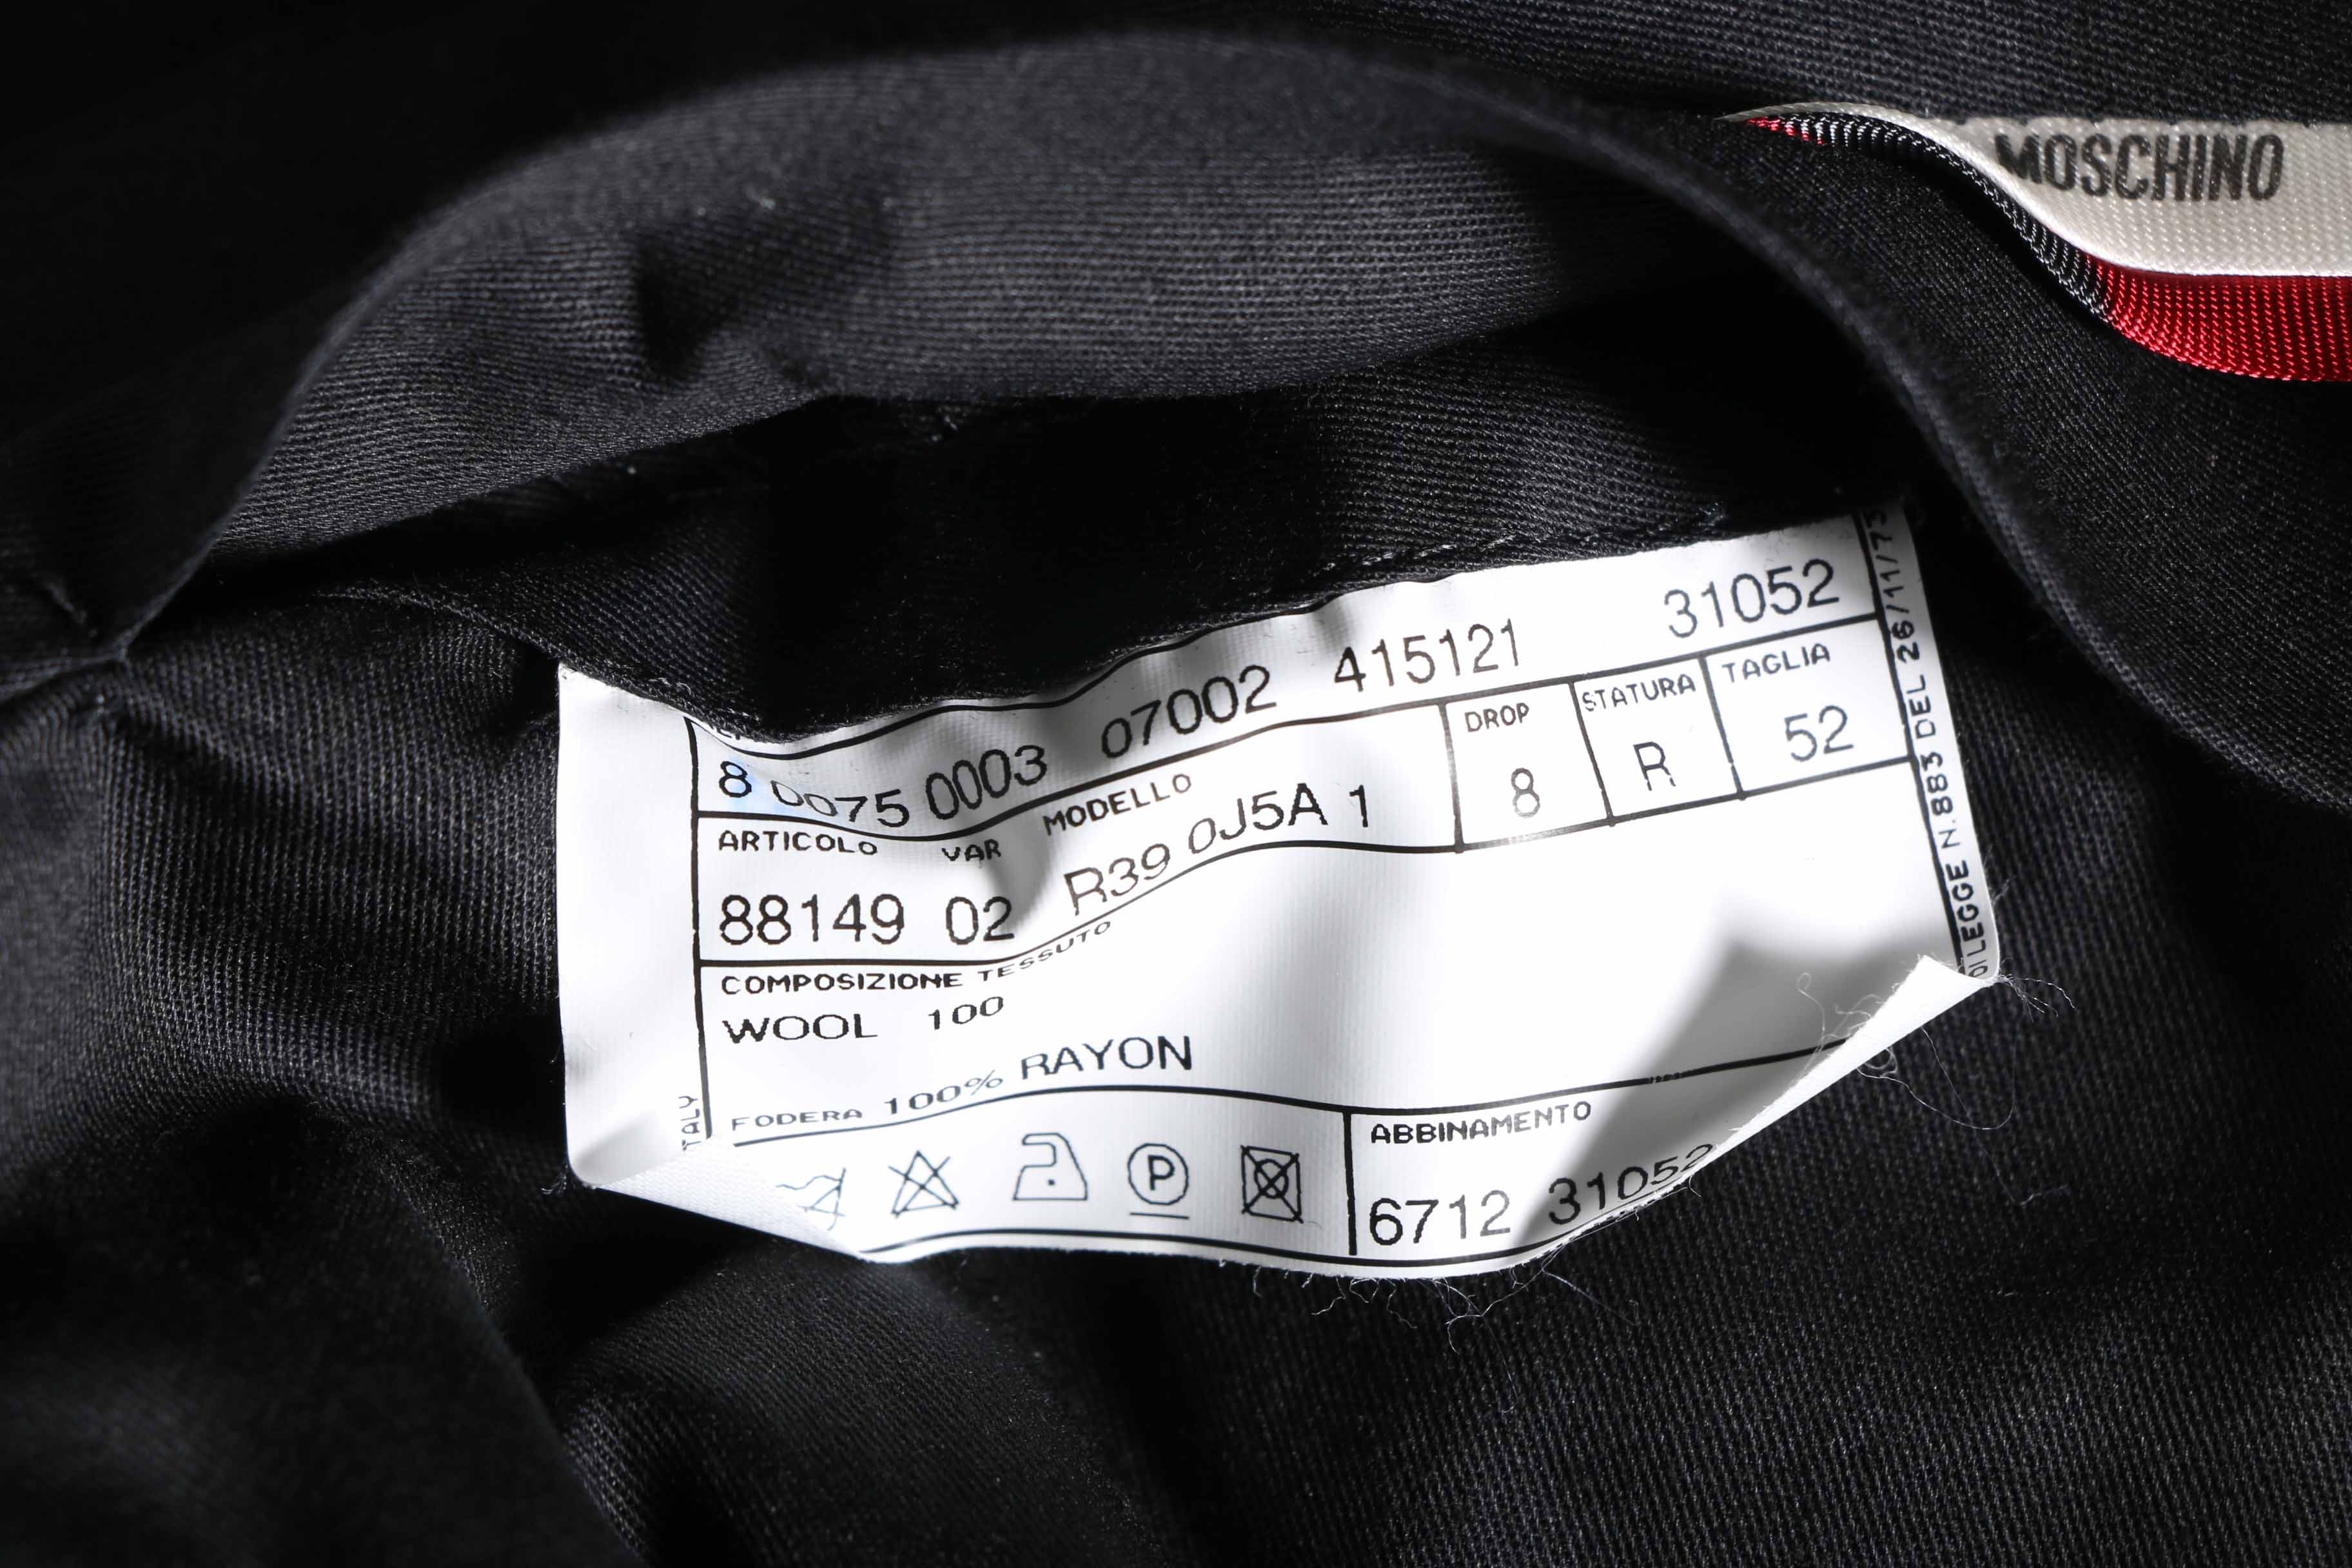 MOSCHINO
8 0075 0003 07002 415121 31052
ARTICOLO VAR MODELLO DROP STATURA TAGLIA
88149 02 R39 0J5A 1 8 R 52
COMPOSIZIONE TESSUTO
WOOL 100
FODERA 100% RAYON
P
ABBINAMENTO
6712 31052
DI LEGGE N.883 DEL 26/11/73